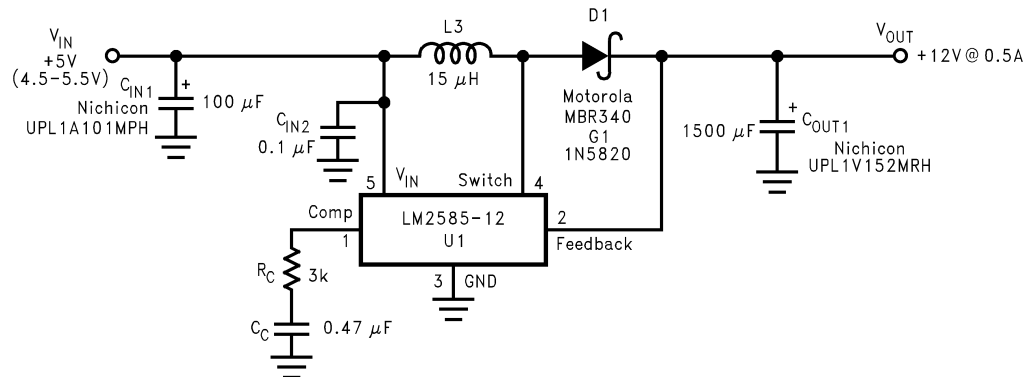 D1
L3
V_IN
+5V
(4.5-5.5V)
15 μH
V_OUT
+12V@0.5A
C_IN1
+
100 μF
Nichicon
UPL1A101MPH
C_IN2
0.1 μF
Motorola
MBR340
G1
1N5820
1500 μF
+
C_OUT1
Nichicon
UPL1V152MRH
5
V_IN
Switch
4
Comp
1
LM2585-12
U1
2
Feedback
3
GND
R_C
3k
C_C
0.47 μF